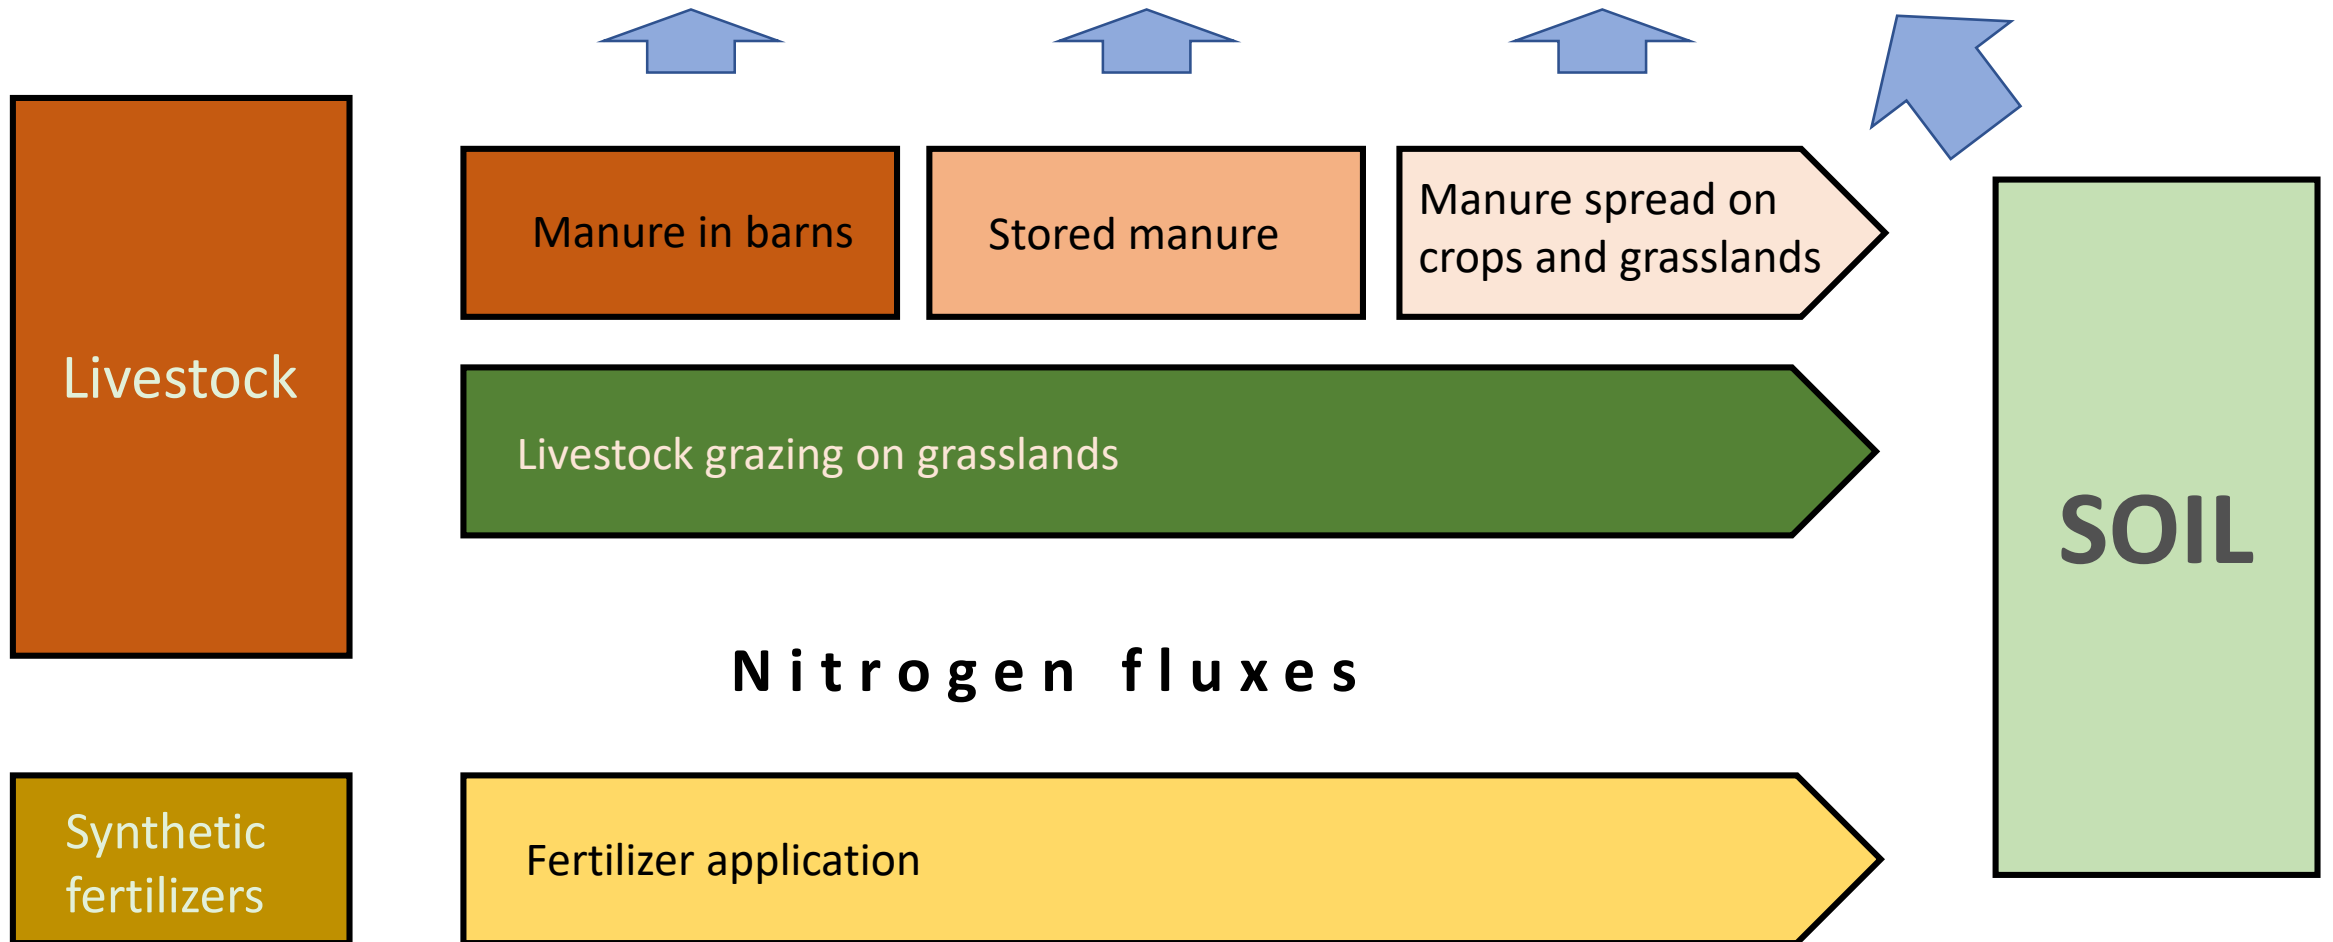 Manure in barns
Stored manure
Manure spread on
crops and grasslands
Livestock
Livestock grazing on grasslands
SOIL
Nitrogen fluxes
Synthetic
fertilizers
Fertilizer application